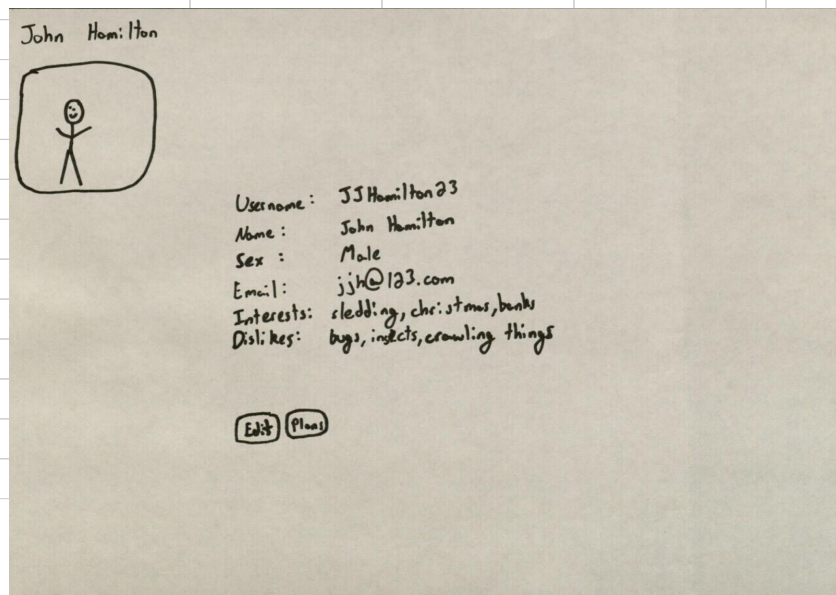 John Hamilton
Username: JJHamilton23
Name: John Hamilton
Sex: Male
Email: jjh@123.com
Interests: sledding, christmas, banks
Dislikes: bugs, insects, crawling things
Edit Plans